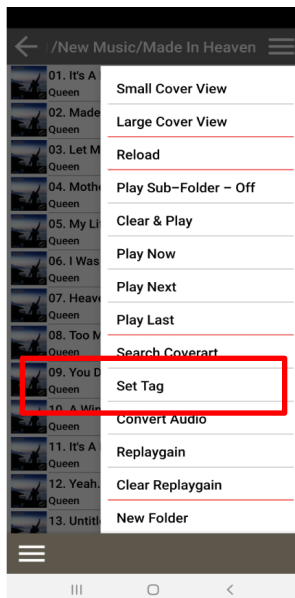 /New Music/Made In Heaven
01. It's A
Queen
02. Made
Queen
03. Let M
Queen
04. Mothe
Queen
05. My Li
Queen
06. I Was
Queen
07. Heave
Queen
08. Too M
Queen
09. You D
Queen
10. A Win
Queen
11. It's A
Queen
12. Yeah.
Queen
13. Untitle
Small Cover View
Large Cover View
Reload
Play Sub-Folder - Off
Clear & Play
Play Now
Play Next
Play Last
Search Coverart
Set Tag
Convert Audio
Replaygain
Clear Replaygain
New Folder